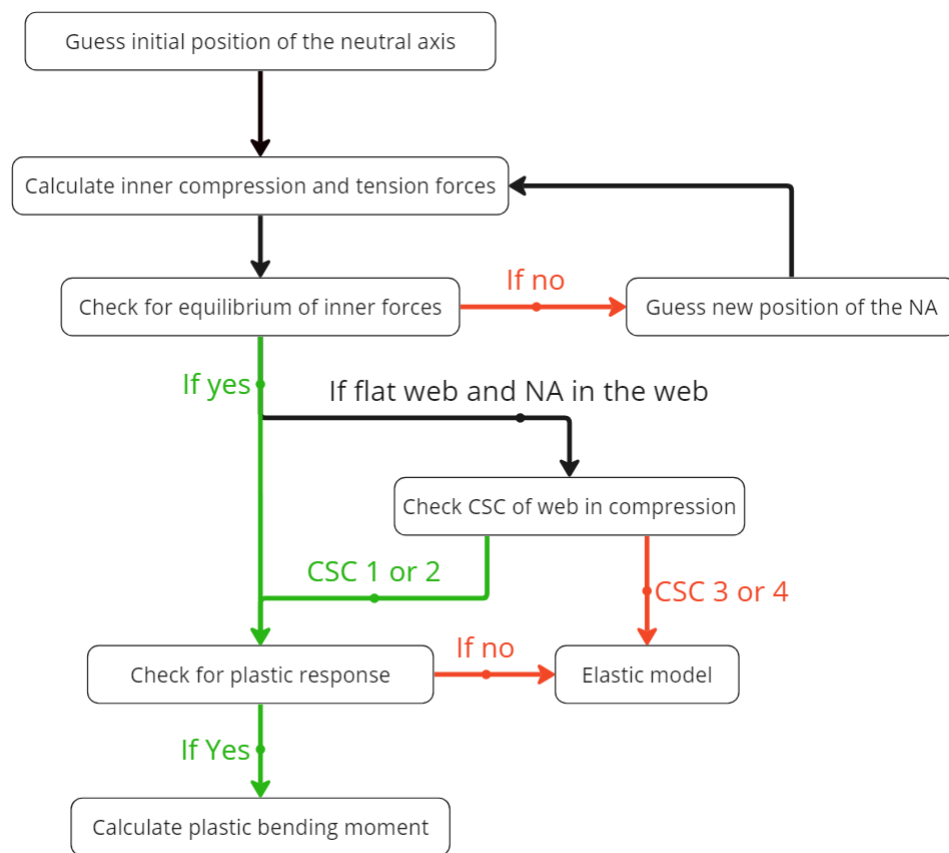 Guess initial position of the neutral axis
Calculate inner compression and tension forces
If no
Check for equilibrium of inner forces
Guess new position of the NA
If yes
If flat web and NA in the web
Check CSC of web in compression
CSC 1 or 2
CSC 3 or 4
If no
Check for plastic response
Elastic model
If Yes
Calculate plastic bending moment